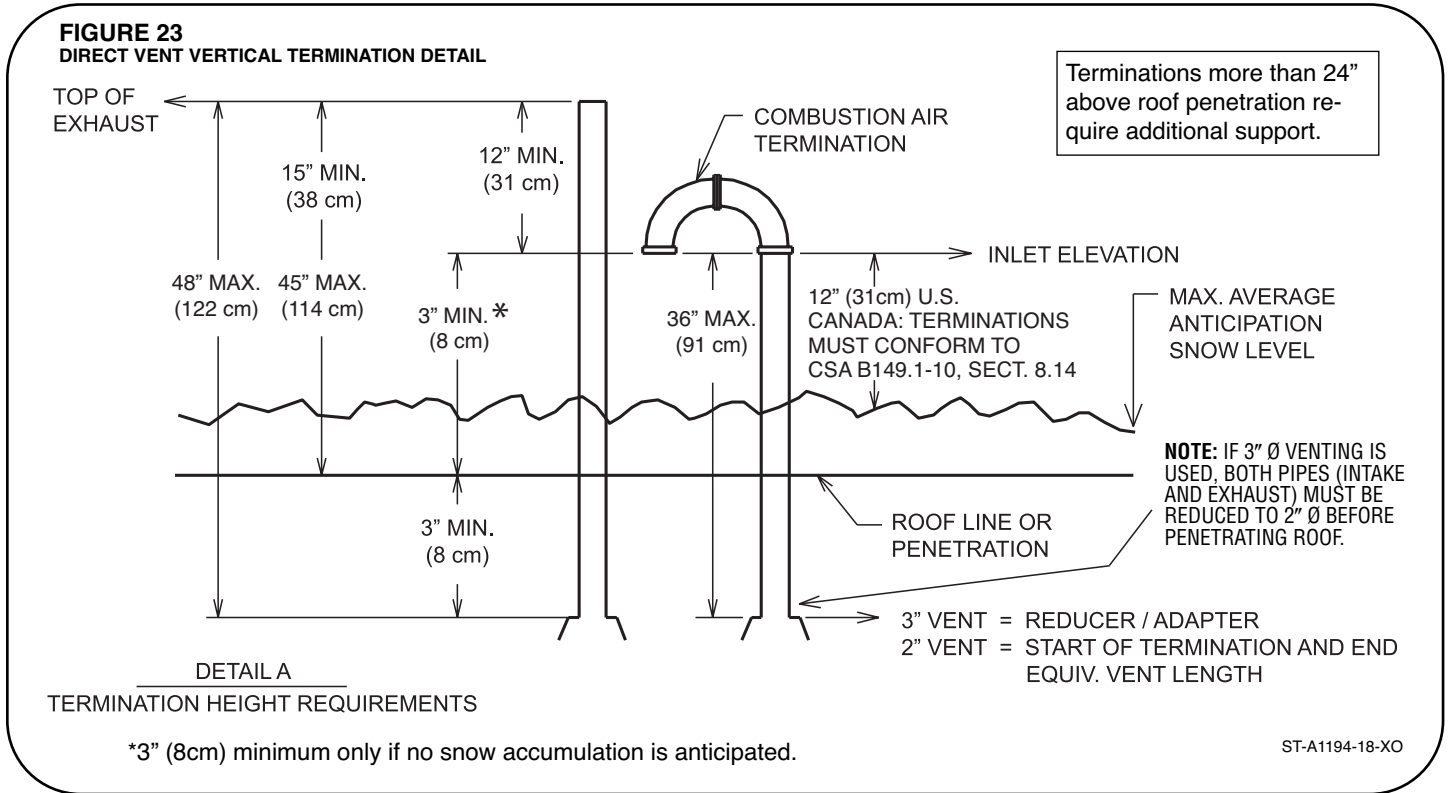 FIGURE 23
DIRECT VENT VERTICAL TERMINATION DETAIL
Terminations more than 24”
above roof penetration re-
quire additional support.
TOP OF
EXHAUST
COMBUSTION AIR
TERMINATION
12” MIN.
(31 cm)
15” MIN.
(38 cm)
INLET ELEVATION
48” MAX.
(122 cm)
45” MAX.
(114 cm)
3” MIN. *
(8 cm)
36” MAX.
(91 cm)
12” (31cm) U.S.
CANADA: TERMINATIONS
MUST CONFORM TO
CSA B149.1-10, SECT. 8.14
MAX. AVERAGE
ANTICIPATION
SNOW LEVEL
NOTE: IF 3″ Ø VENTING IS
USED, BOTH PIPES (INTAKE
AND EXHAUST) MUST BE
REDUCED TO 2″ Ø BEFORE
PENETRATING ROOF.
3” MIN.
(8 cm)
ROOF LINE OR
PENETRATION
3” VENT = REDUCER / ADAPTER
2” VENT = START OF TERMINATION AND END
EQUIV. VENT LENGTH
DETAIL A
TERMINATION HEIGHT REQUIREMENTS
*3” (8cm) minimum only if no snow accumulation is anticipated.
ST-A1194-18-XO